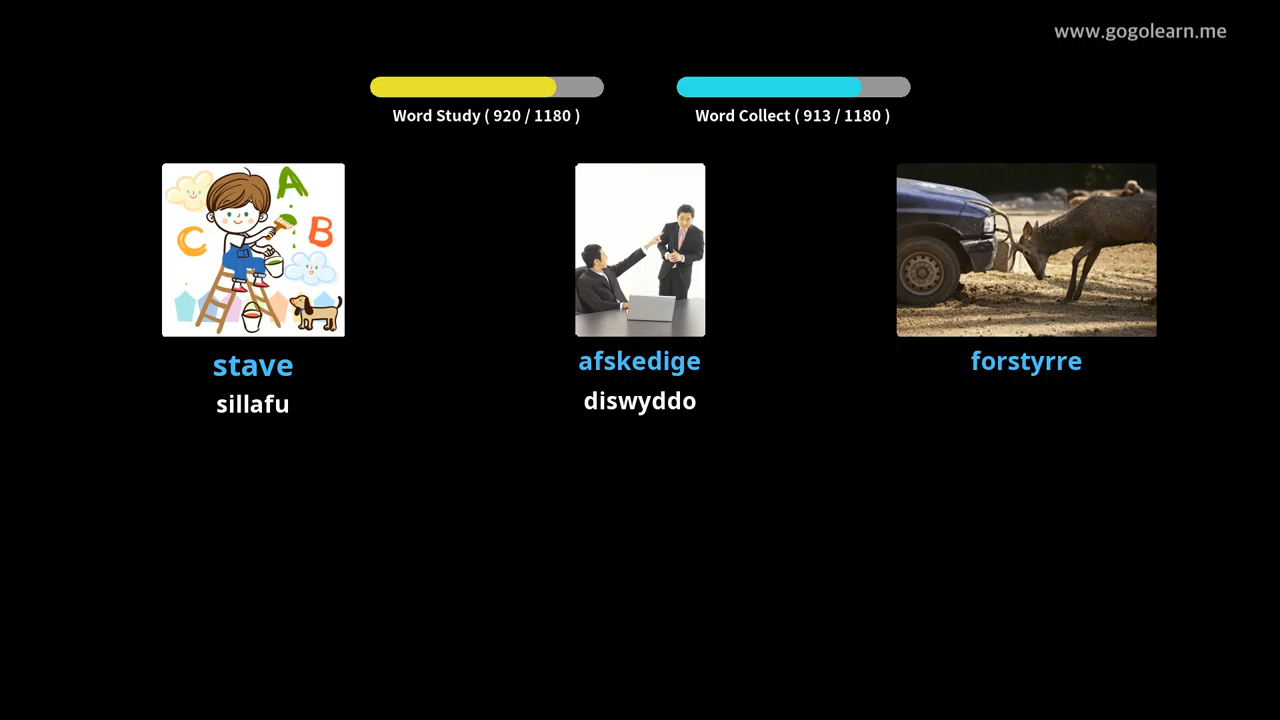 www.gogolearn.me
Word Study ( 920 / 1180 )
Word Collect ( 913 / 1180 )
A
B
C
stave
sillafu
afskedige
diswyddo
forstyrre